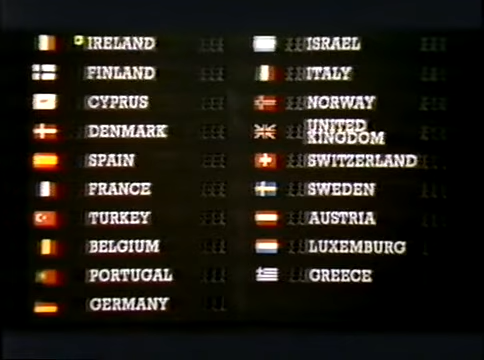 IRELAND
FINLAND
CYPRUS
DENMARK
SPAIN
FRANCE
TURKEY
BELGIUM
PORTUGAL
GERMANY
ISRAEL
ITALY
NORWAY
UNITED
KINGDOM
SWITZERLAND
SWEDEN
AUSTRIA
LUXEMBURG
GREECE